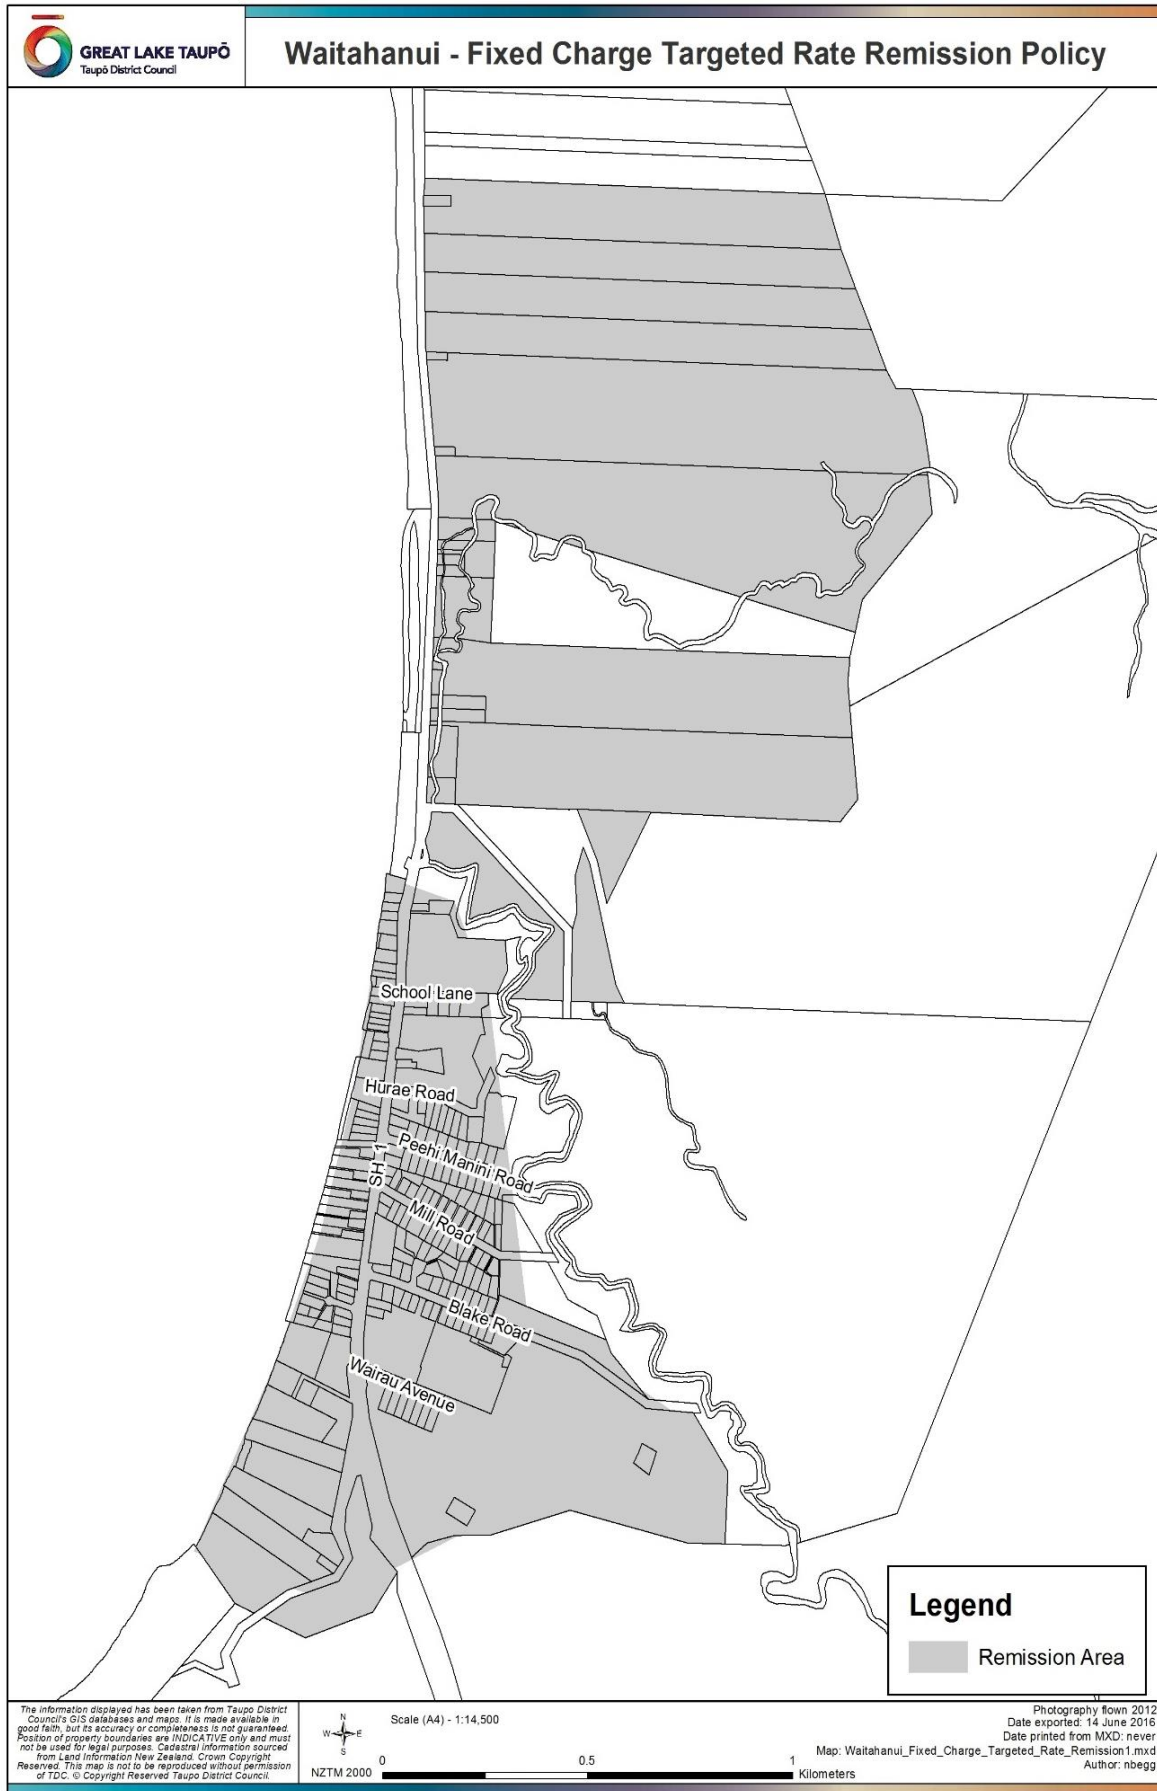 GREAT LAKE TAUPŌ
Taupō District Council
Waitahanui - Fixed Charge Targeted Rate Remission Policy
School Lane
Hurae Road
Peehi Manini Road
SH 1
Mill Road
Blake Road
Wairau Avenue
Legend
Remission Area
The information displayed has been taken from Taupo District
Council's GIS databases and maps. It is made available in
good faith, but its accuracy or completeness is not guaranteed.
Position of property boundaries are INDICATIVE only and must
not be used for legal purposes. Cadastral information sourced
from Land Information New Zealand. Crown Copyright
Reserved. This map is not to be reproduced without permission
of TDC. © Copyright Reserved Taupo District Council.
N
W E
S
NZTM 2000
Scale (A4) - 1:14,500
0 0.5 1
Kilometers
Photography flown 2012
Date exported: 14 June 2016
Date printed from MXD: never
Map: Waitahanui_Fixed_Charge_Targeted_Rate_Remission1.mxd
Author: nbegg